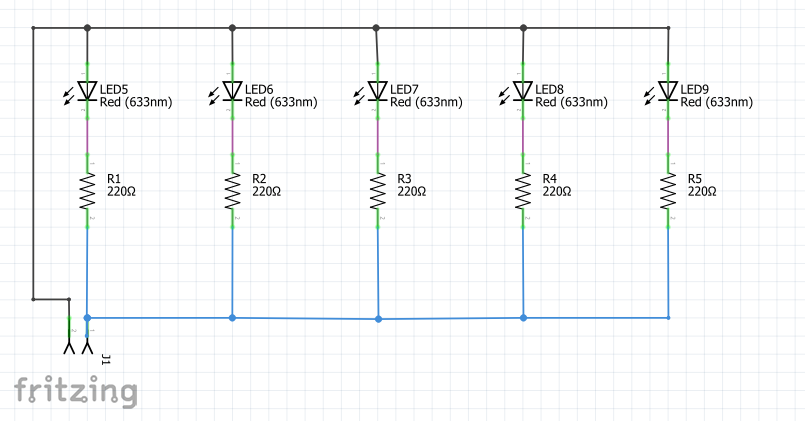 LED5
Red (633nm)
LED6
Red (633nm)
LED7
Red (633nm)
LED8
Red (633nm)
LED9
Red (633nm)
R1
220Ω
R2
220Ω
R3
220Ω
R4
220Ω
R5
220Ω
J1
fritzing